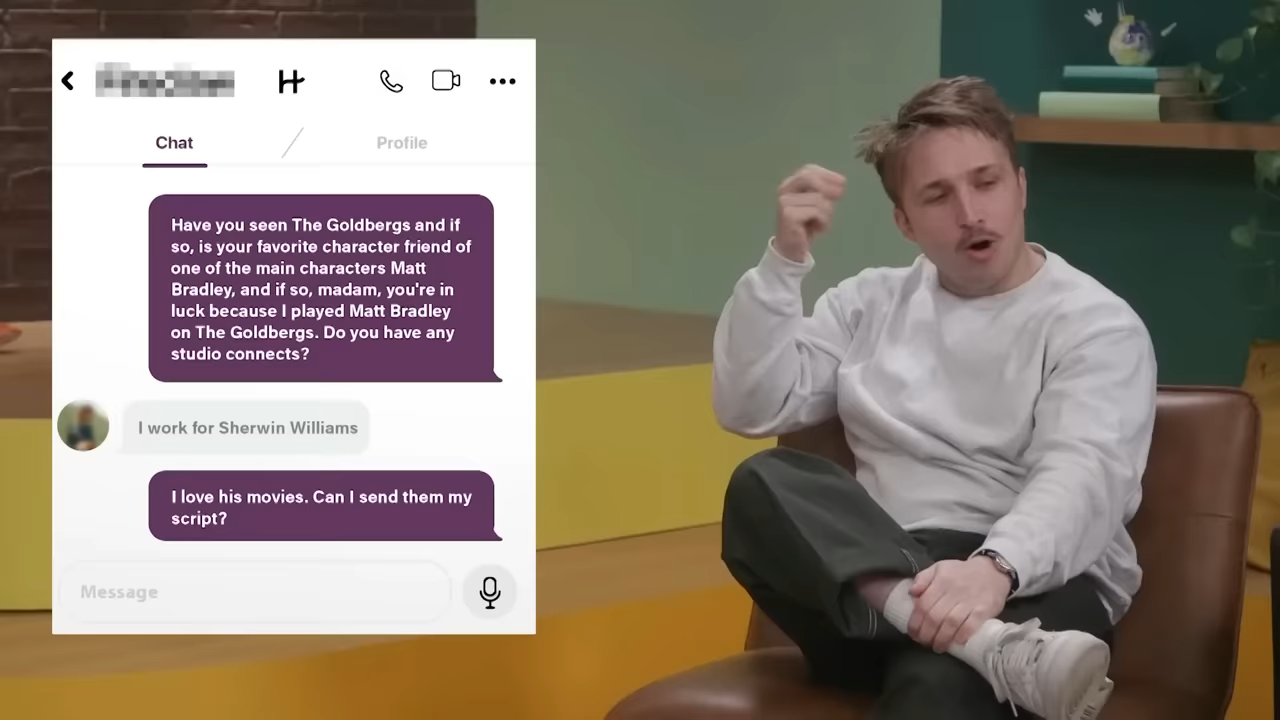 Chat
Profile
Have you seen The Goldbergs and if
so, is your favorite character friend of
one of the main characters Matt
Bradley, and if so, madam, you're in
luck because I played Matt Bradley
on The Goldbergs. Do you have any
studio connects?
I work for Sherwin Williams
I love his movies. Can I send them my
script?
Message